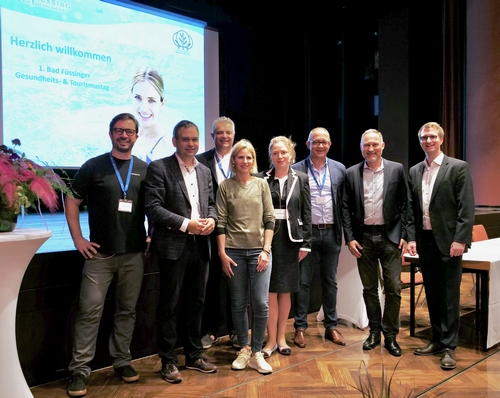 Herzlich willkommen
1. Bad Füssinger
Gesundheits- & Tourismustag